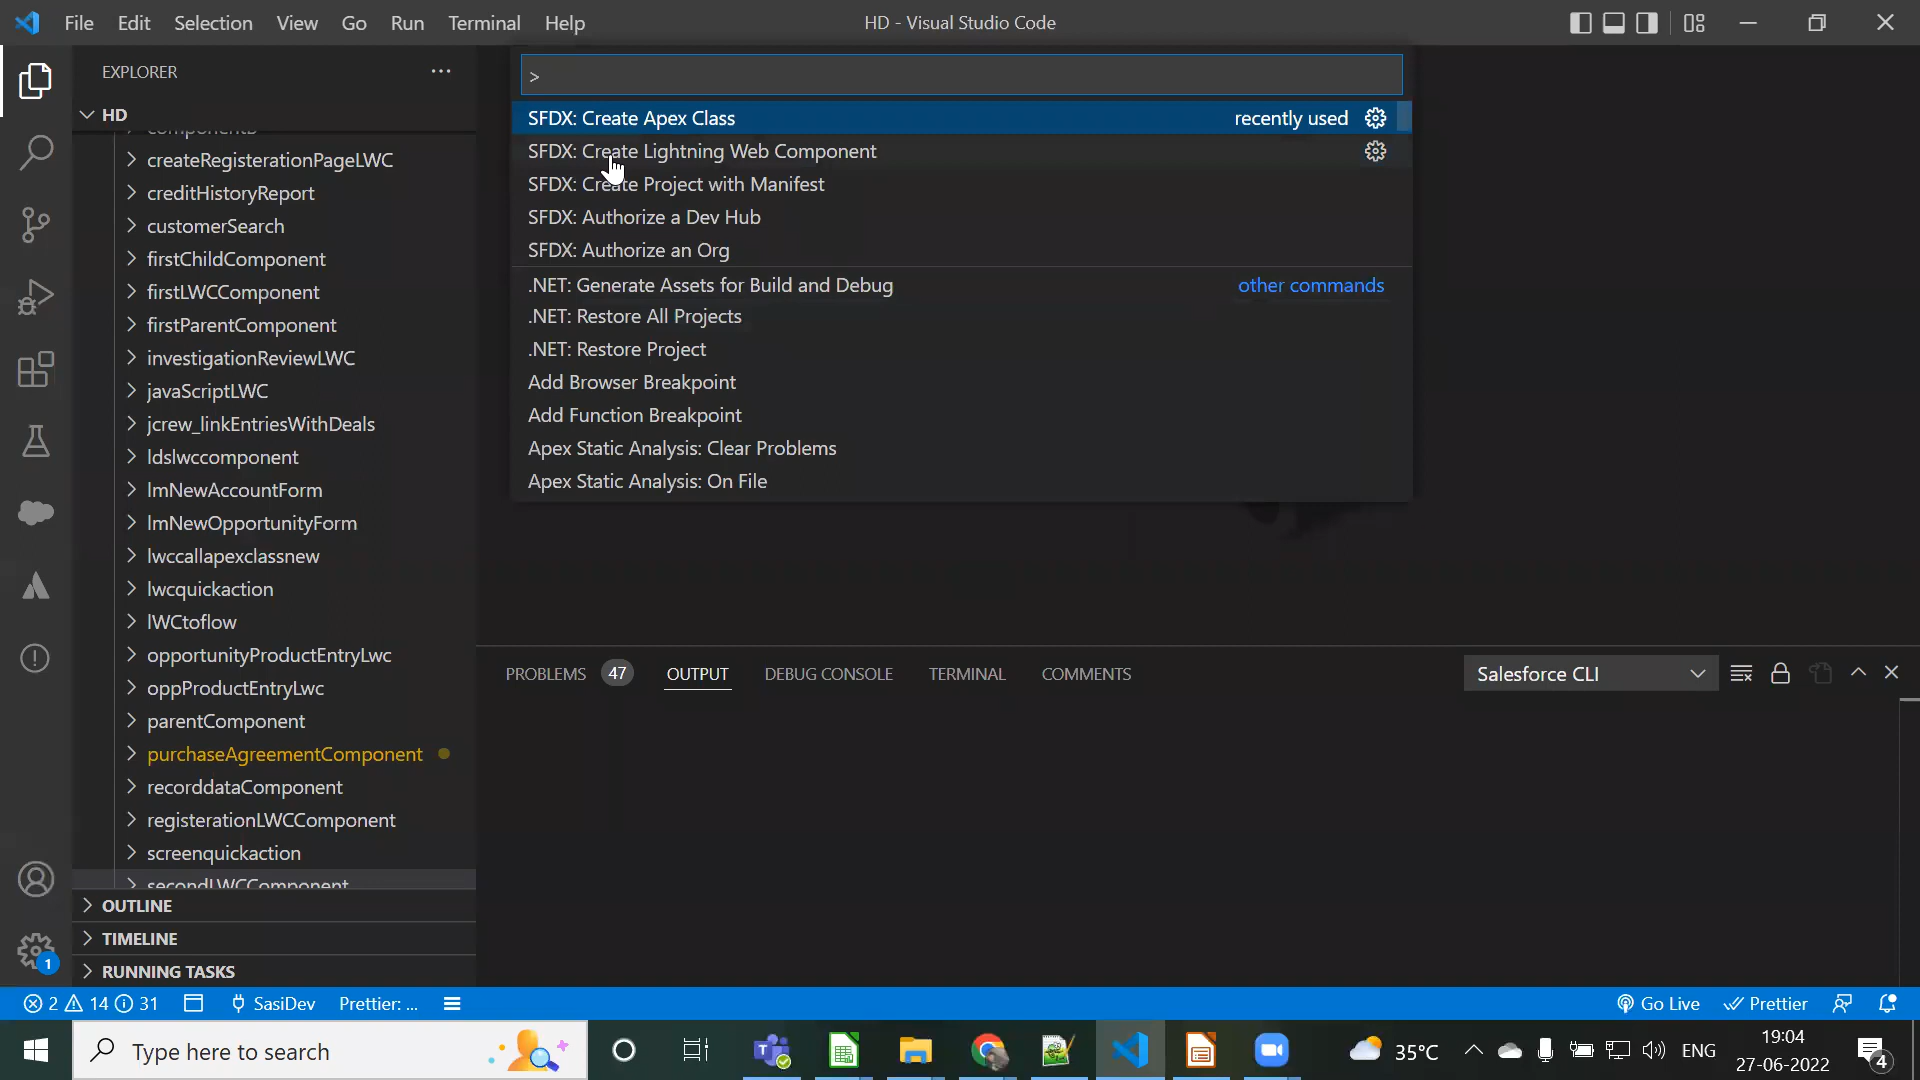 File Edit Selection View Go Run Terminal Help
HD - Visual Studio Code
EXPLORER
HD
createRegisterationPageLWC
creditHistoryReport
customerSearch
firstChildComponent
firstLWCComponent
firstParentComponent
investigationReviewLWC
javaScriptLWC
jcrew_linkEntriesWithDeals
ldslwccomponent
lmNewAccountForm
lmNewOpportunityForm
lwccallapexclassnew
lwcquickaction
lWCtoflow
opportunityProductEntryLwc
oppProductEntryLwc
parentComponent
purchaseAgreementComponent
recorddataComponent
registerationLWCComponent
screenquickaction
secondLWCComponent
OUTLINE
TIMELINE
RUNNING TASKS
>
SFDX: Create Apex Class recently used
SFDX: Create Lightning Web Component
SFDX: Create Project with Manifest
SFDX: Authorize a Dev Hub
SFDX: Authorize an Org
.NET: Generate Assets for Build and Debug other commands
.NET: Restore All Projects
.NET: Restore Project
Add Browser Breakpoint
Add Function Breakpoint
Apex Static Analysis: Clear Problems
Apex Static Analysis: On File
PROBLEMS 47 OUTPUT DEBUG CONSOLE TERMINAL COMMENTS
Salesforce CLI
1
2 14 31 SasiDev Prettier: ... Go Live Prettier
Type here to search
35°C ENG
19:04
27-06-2022
4